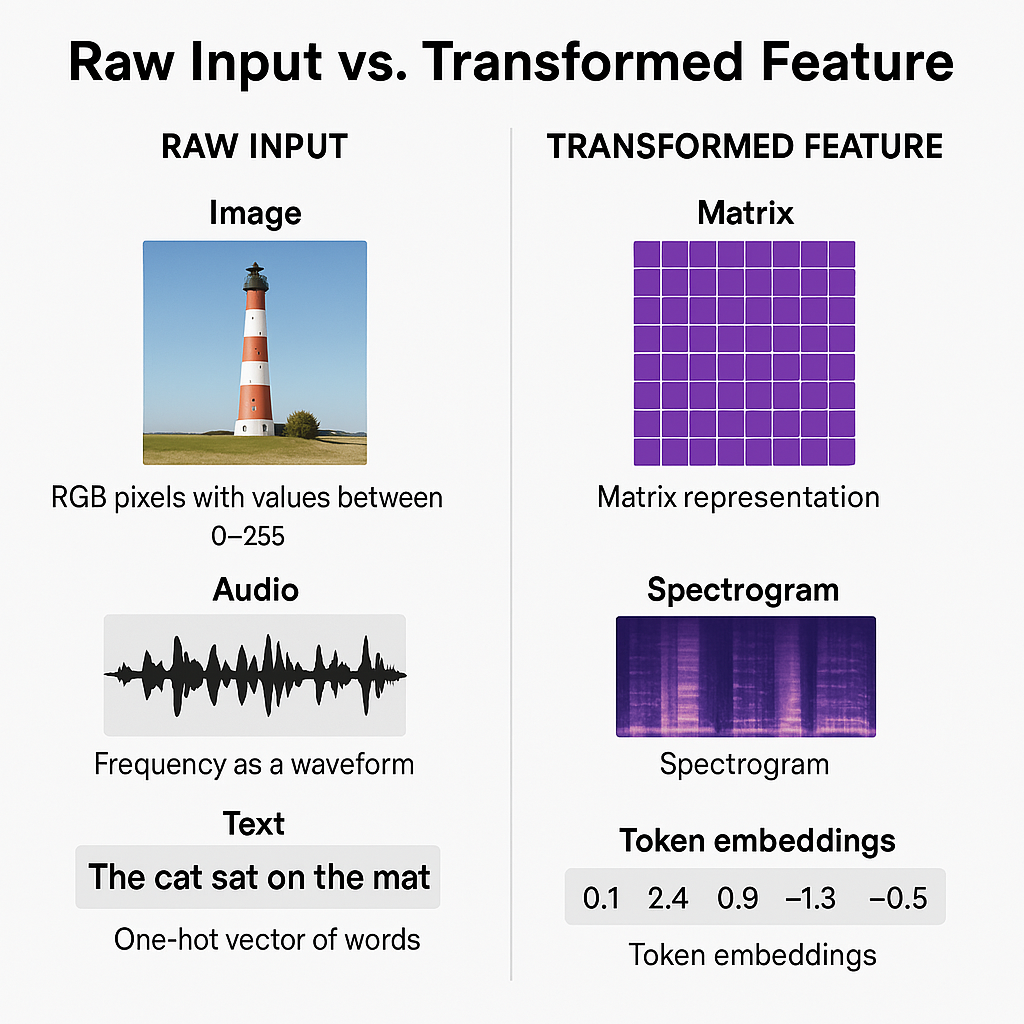 Raw Input vs. Transformed Feature
RAW INPUT
Image
RGB pixels with values between
0–255
Audio
Frequency as a waveform
Text
The cat sat on the mat
One-hot vector of words
TRANSFORMED FEATURE
Matrix
Matrix representation
Spectrogram
Spectrogram
Token embeddings
0.1 2.4 0.9 –1.3 –0.5
Token embeddings